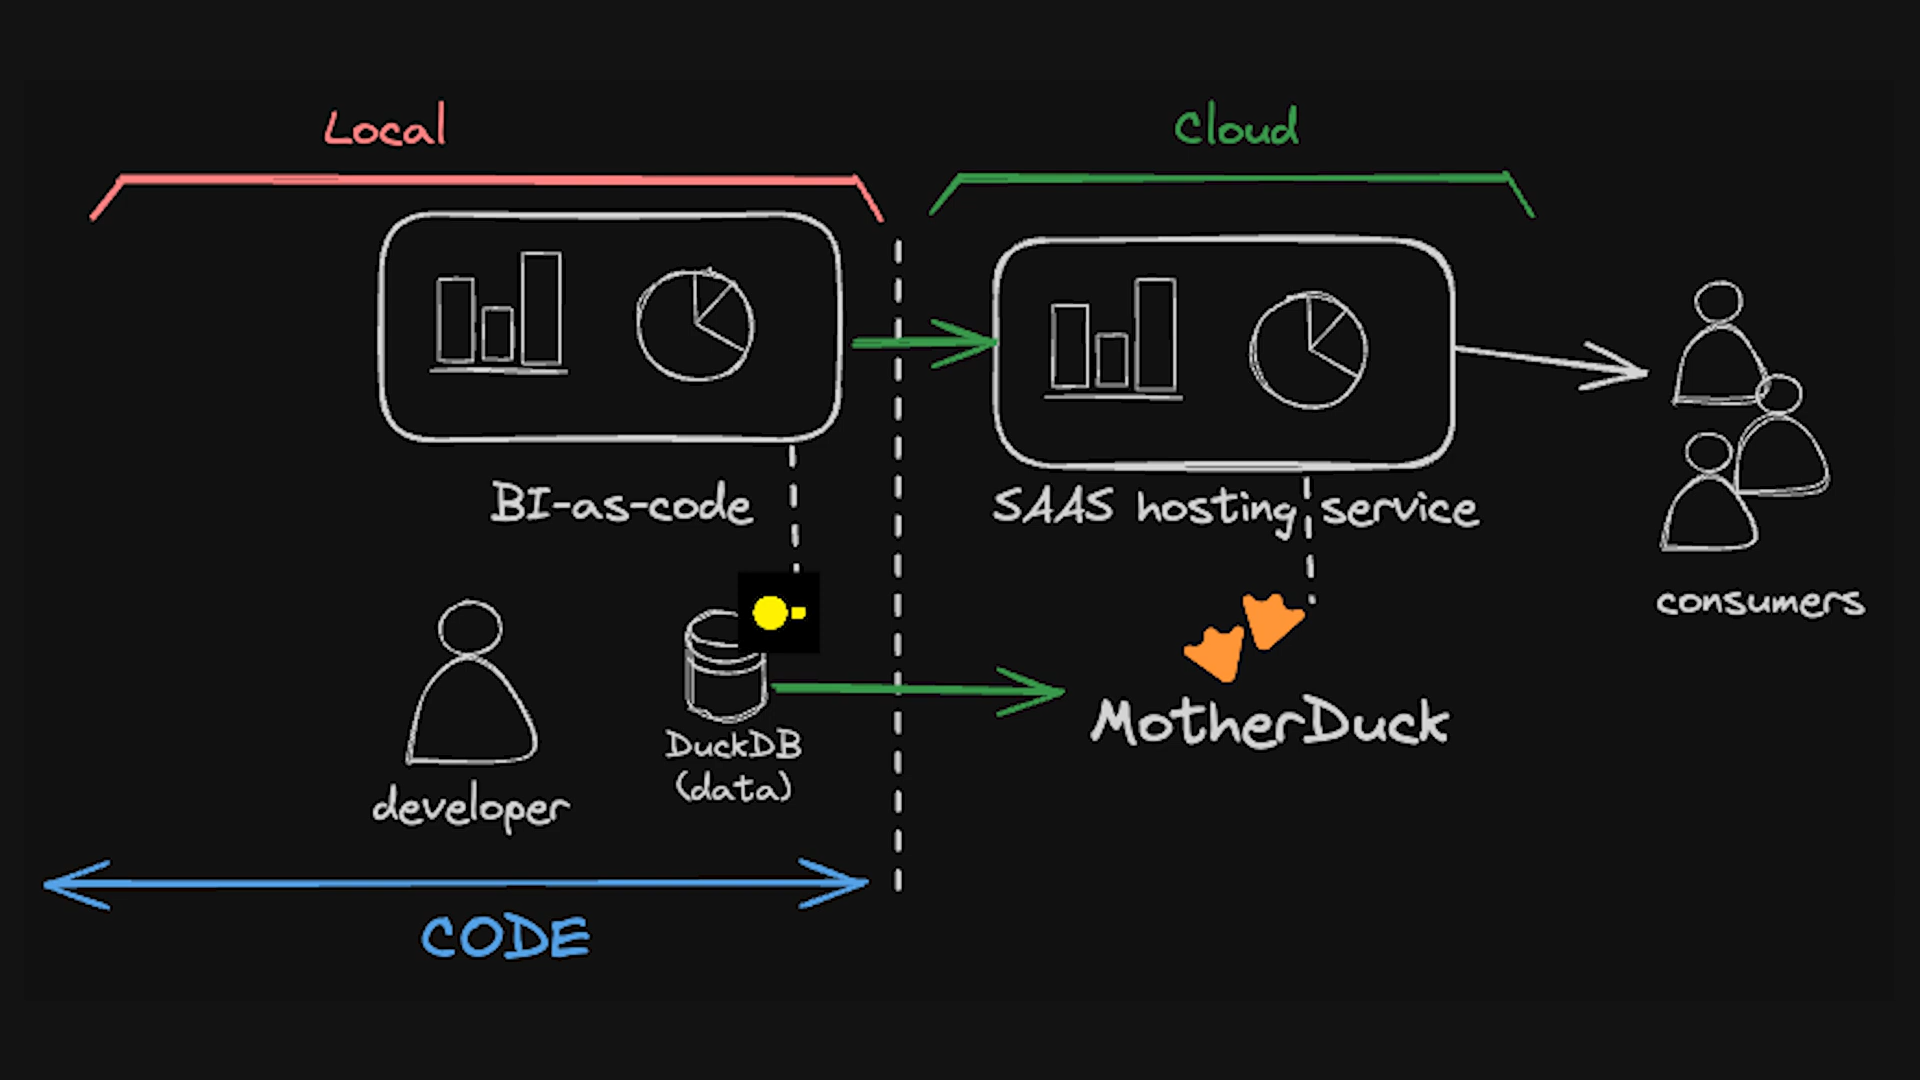 Local
Cloud
BI-as-code
SAAS hosting service
consumers
developer
DuckDB
(data)
MotherDuck
CODE